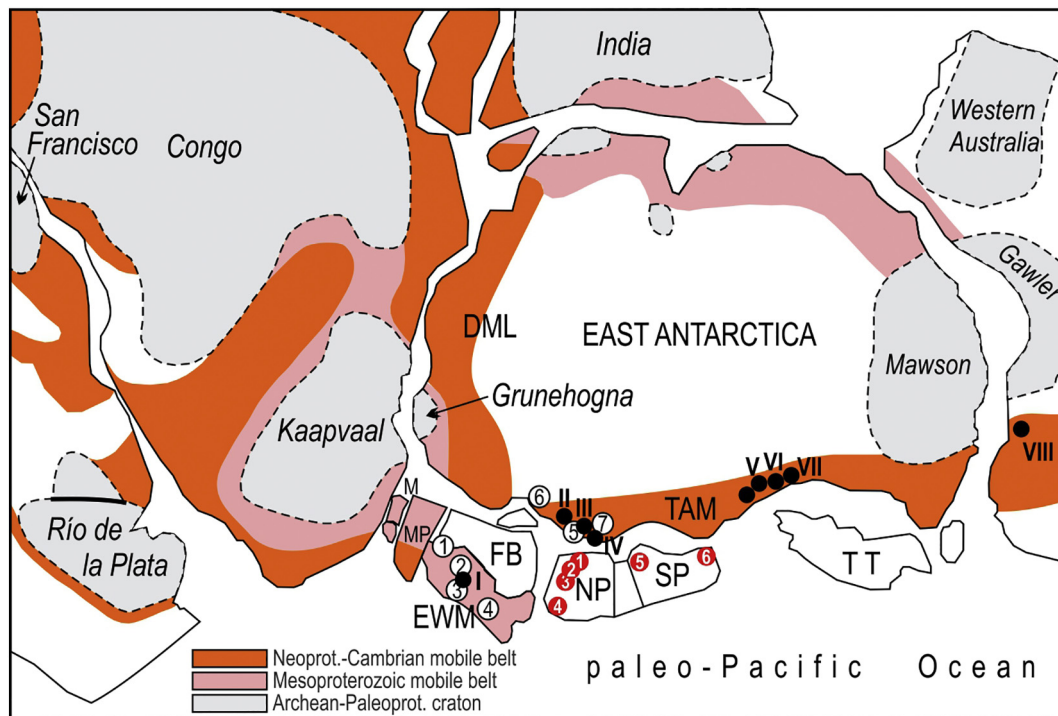 India
San
Francisco
Congo
Western
Australia
Gawler
DML
EAST ANTARCTICA
Mawson
Grunehogna
Kaapvaal
VIII
V VI VII
M
6 II III
TAM
Río de
la Plata
MP
1
5 7
IV
FB
2
I
3
4
EWM
1
2
3
4
NP
5
SP
6
TT
Neoprot.-Cambrian mobile belt
Mesoproterozoic mobile belt
Archean-Paleoprot. craton
paleo-Pacific Ocean